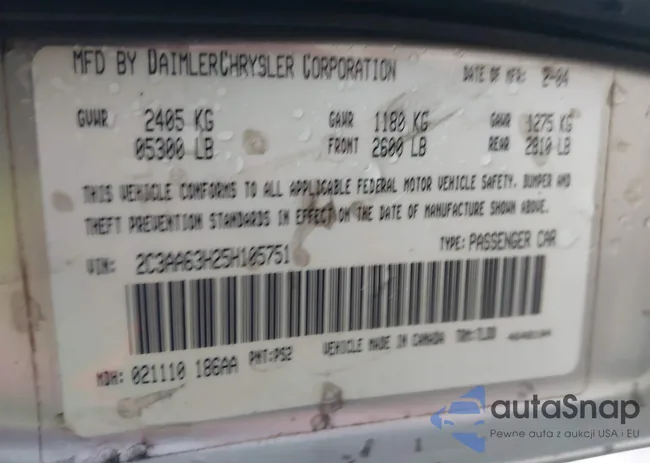 MFD BY DAIMLERCHRYSLER CORPORATION DATE OF MFR: 2-04
GVWR 2405 KG GAWR 1180 KG GAWR 1275 KG
05300 LB FRONT 2600 LB REAR 2810 LB
THIS VEHICLE CONFORMS TO ALL APPLICABLE FEDERAL MOTOR VEHICLE SAFETY, BUMPER AND
THEFT PREVENTION STANDARDS IN EFFECT ON THE DATE OF MANUFACTURE SHOWN ABOVE.
VIN: 2C3AA63H25H105751 TYPE: PASSENGER CAR
MDH: 021110 186AA PNT: PS2 VEHICLE MADE IN CANADA TRM:
autaSnap
Pewne auta z aukcji USA i EU